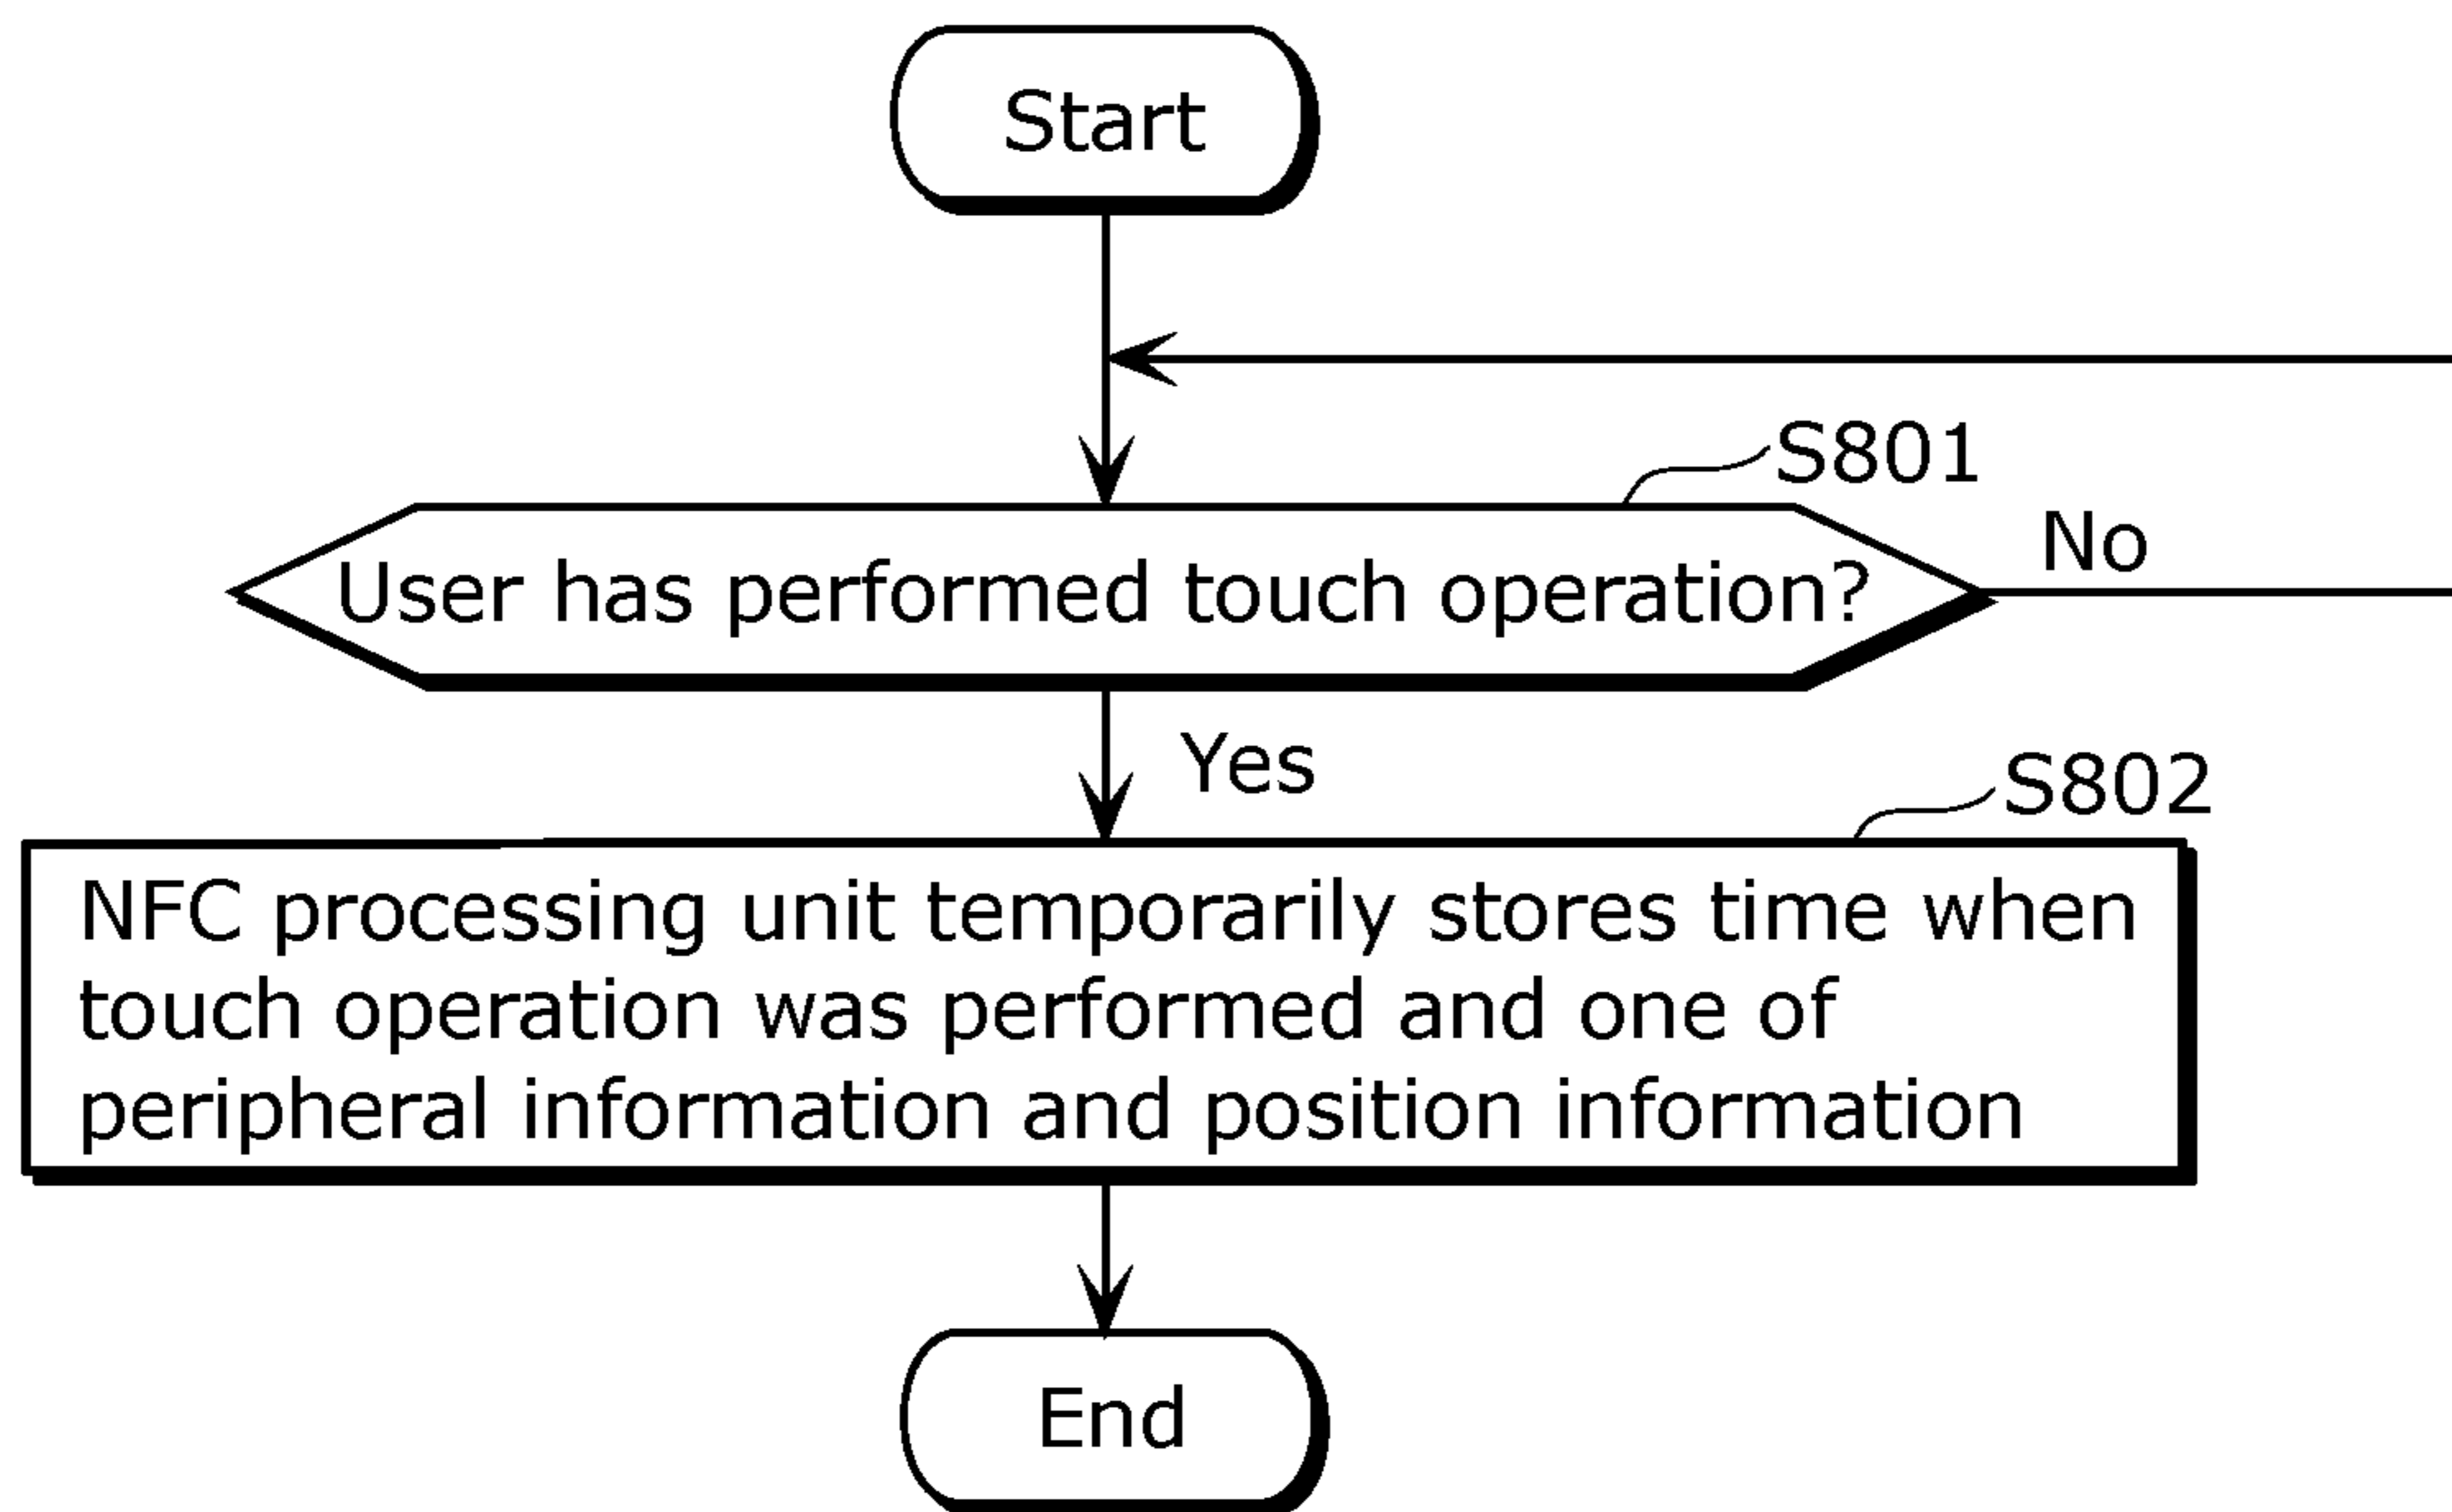 Start
S801
User has performed touch operation?
No
Yes
S802
NFC processing unit temporarily stores time when
touch operation was performed and one of
peripheral information and position information
End